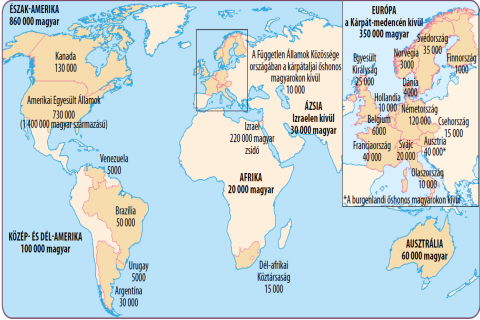 ÉSZAK-AMERIKA
860 000 magyar
Kanada
130 000
Amerikai Egyesült Államok
730 000
(1 400 000 magyar származású)
Venezuela
5000
Brazília
50 000
KÖZÉP- ÉS DÉL-AMERIKA
100 000 magyar
Urugay
5000
Argentína
30 000
A Független Államok Közössége
országaiban a kárpátaljai őshonos
magyarokon kívül
10 000
ÁZSIA
Izraelen kívül
30 000 magyar
Izrael
220 000 magyar
zsidó
AFRIKA
20 000 magyar
Dél-afrikai
Köztársaság
15 000
EURÓPA
a Kárpát-medencén kívül
350 000 magyar
Svédország
35 000
Norvégia
3000
Finnország
1000
Egyesült
Királyság
25 000
Dánia
4000
Hollandia
10 000
Németország
120 000
Belgium
6000
Csehország
15 000
Franciaország
40 000
Svájc
20 000
Ausztria
40 000*
Olaszország
10 000
*A burgenlandi őshonos magyarokon kívül
AUSZTRÁLIA
60 000 magyar